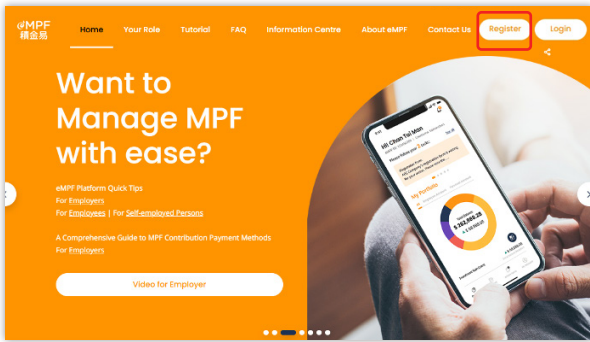 eMPF
積金易
Home
Your Role
Tutorial
FAQ
Information Centre
About eMPF
Contact Us
Register
Login
Want to
Manage MPF
with ease?
eMPF Platform Quick Tips
For Employers
For Employees | For Self-employed Persons
A Comprehensive Guide to MPF Contribution Payment Methods
For Employers
Video for Employer
Hi! Chan Tai Man
My Portfolio